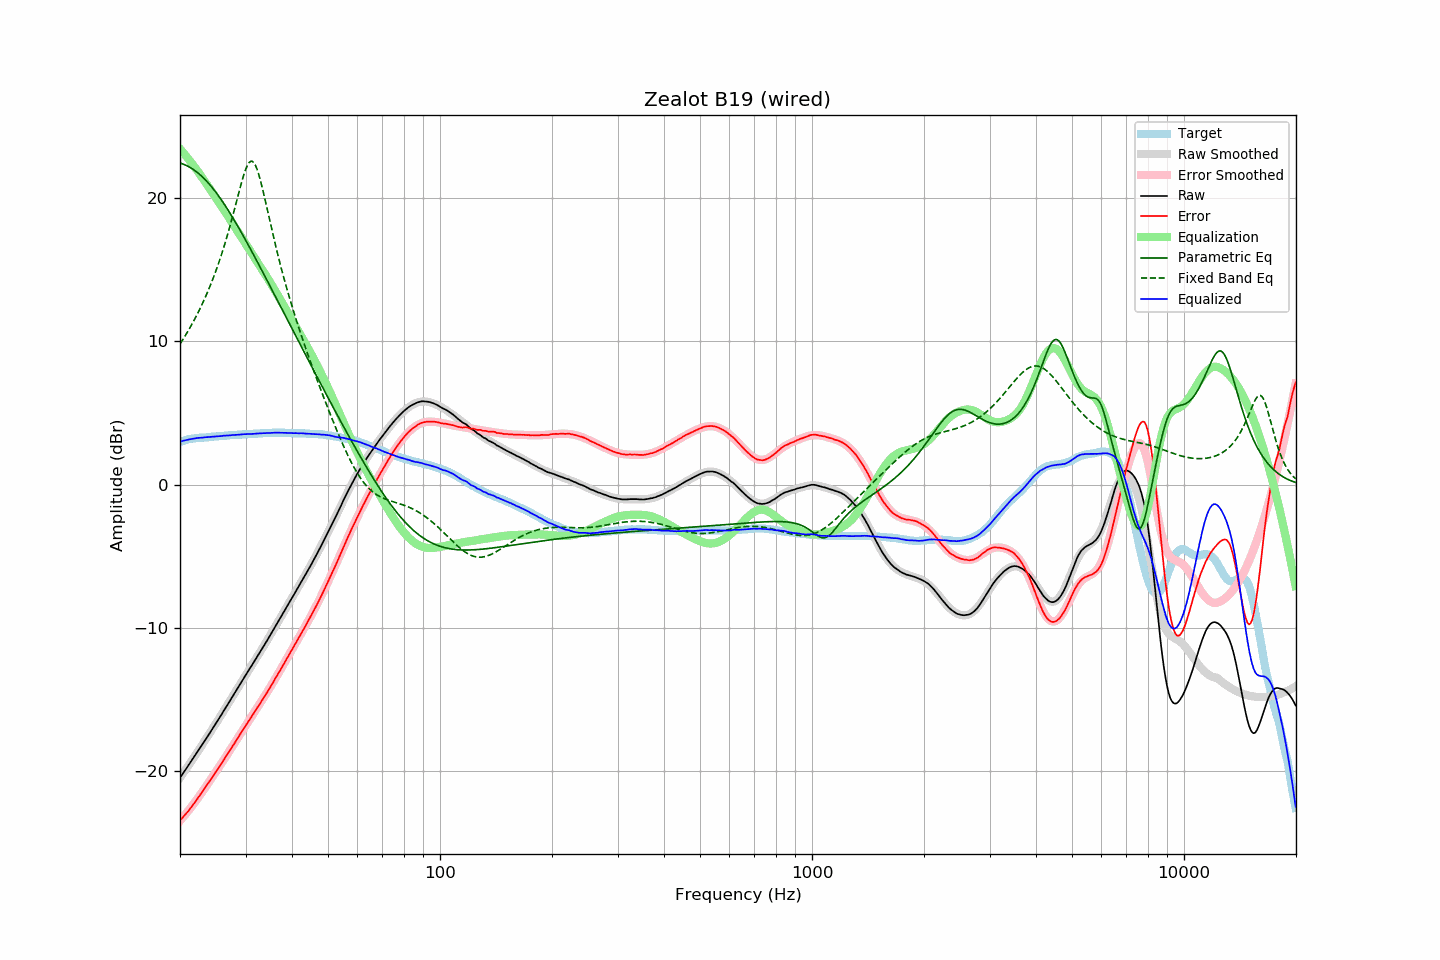 Zealot B19 (wired)
Target
Raw Smoothed
Error Smoothed
Raw
Error
Equalization
Parametric Eq
Fixed Band Eq
Equalized
20
10
0
−10
−20
Amplitude (dBr)
100
1000
10000
Frequency (Hz)